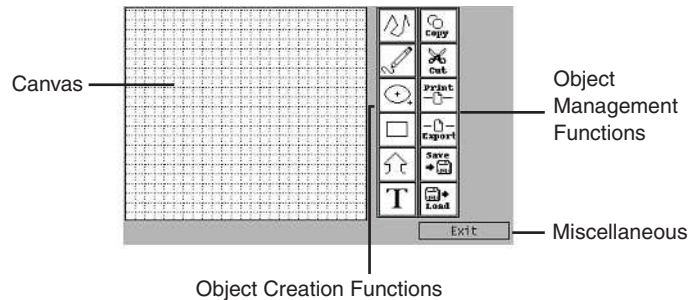 Canvas
Copy
Cut
Print
Export
Save
T
Load
Exit
Object
Management
Functions
Miscellaneous
Object Creation Functions